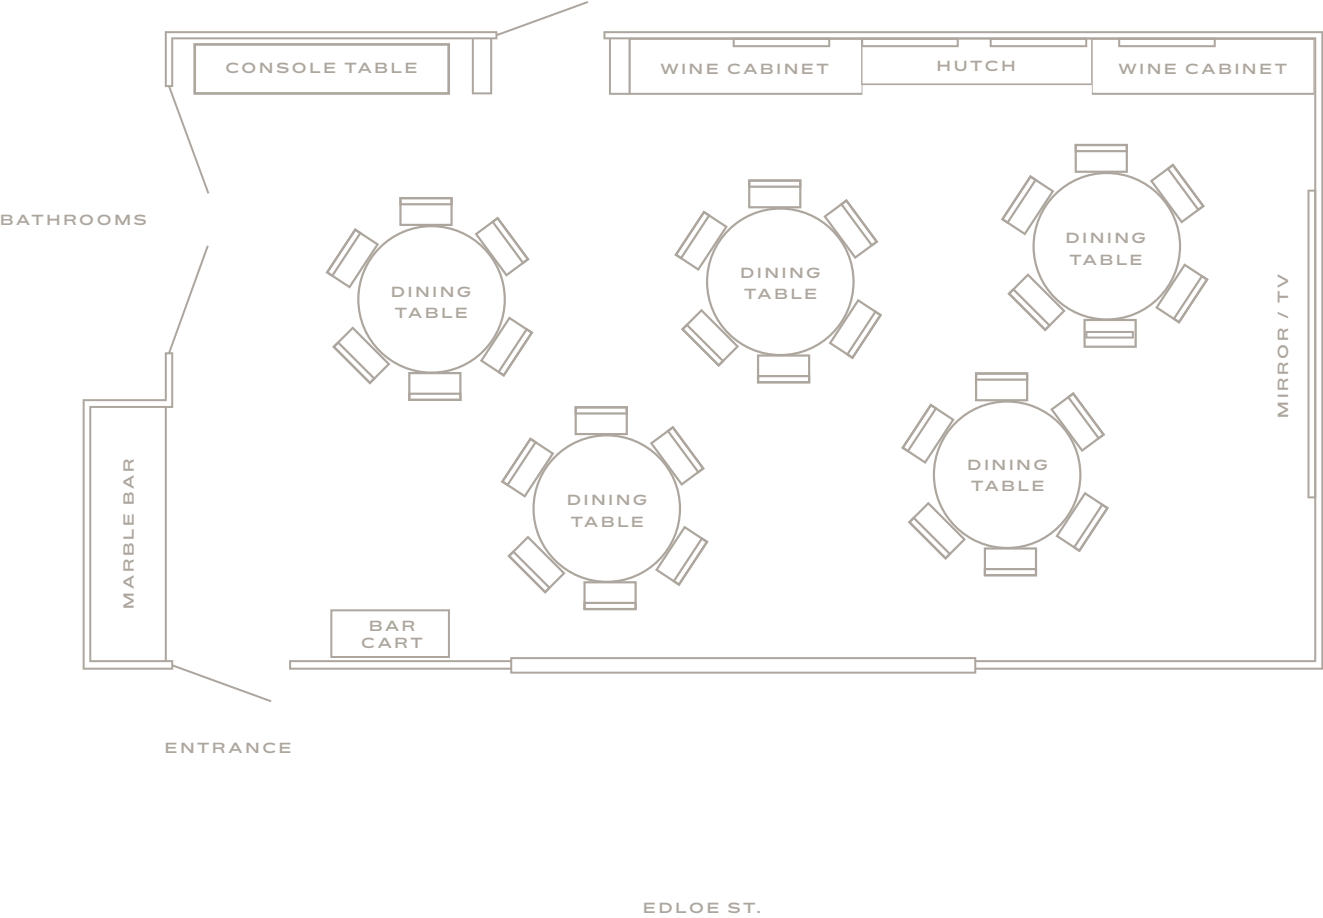 CONSOLE TABLE
WINE CABINET
HUTCH
WINE CABINET
BATHROOMS
DINING
TABLE
DINING
TABLE
DINING
TABLE
MIRROR / TV
DINING
TABLE
DINING
TABLE
MARBLE BAR
BAR
CART
ENTRANCE
EDLOE ST.